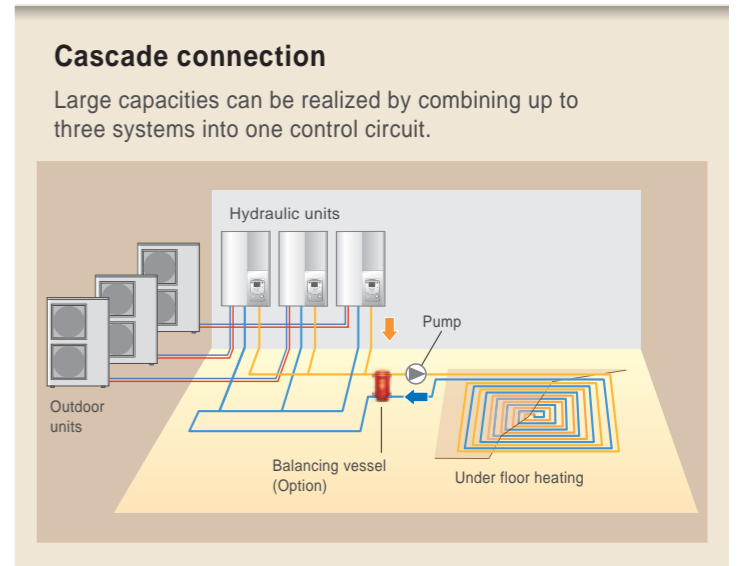 Cascade connection
Large capacities can be realized by combining up to
three systems into one control circuit.
Hydraulic units
Pump
Outdoor
units
Balancing vessel
(Option)
Under floor heating